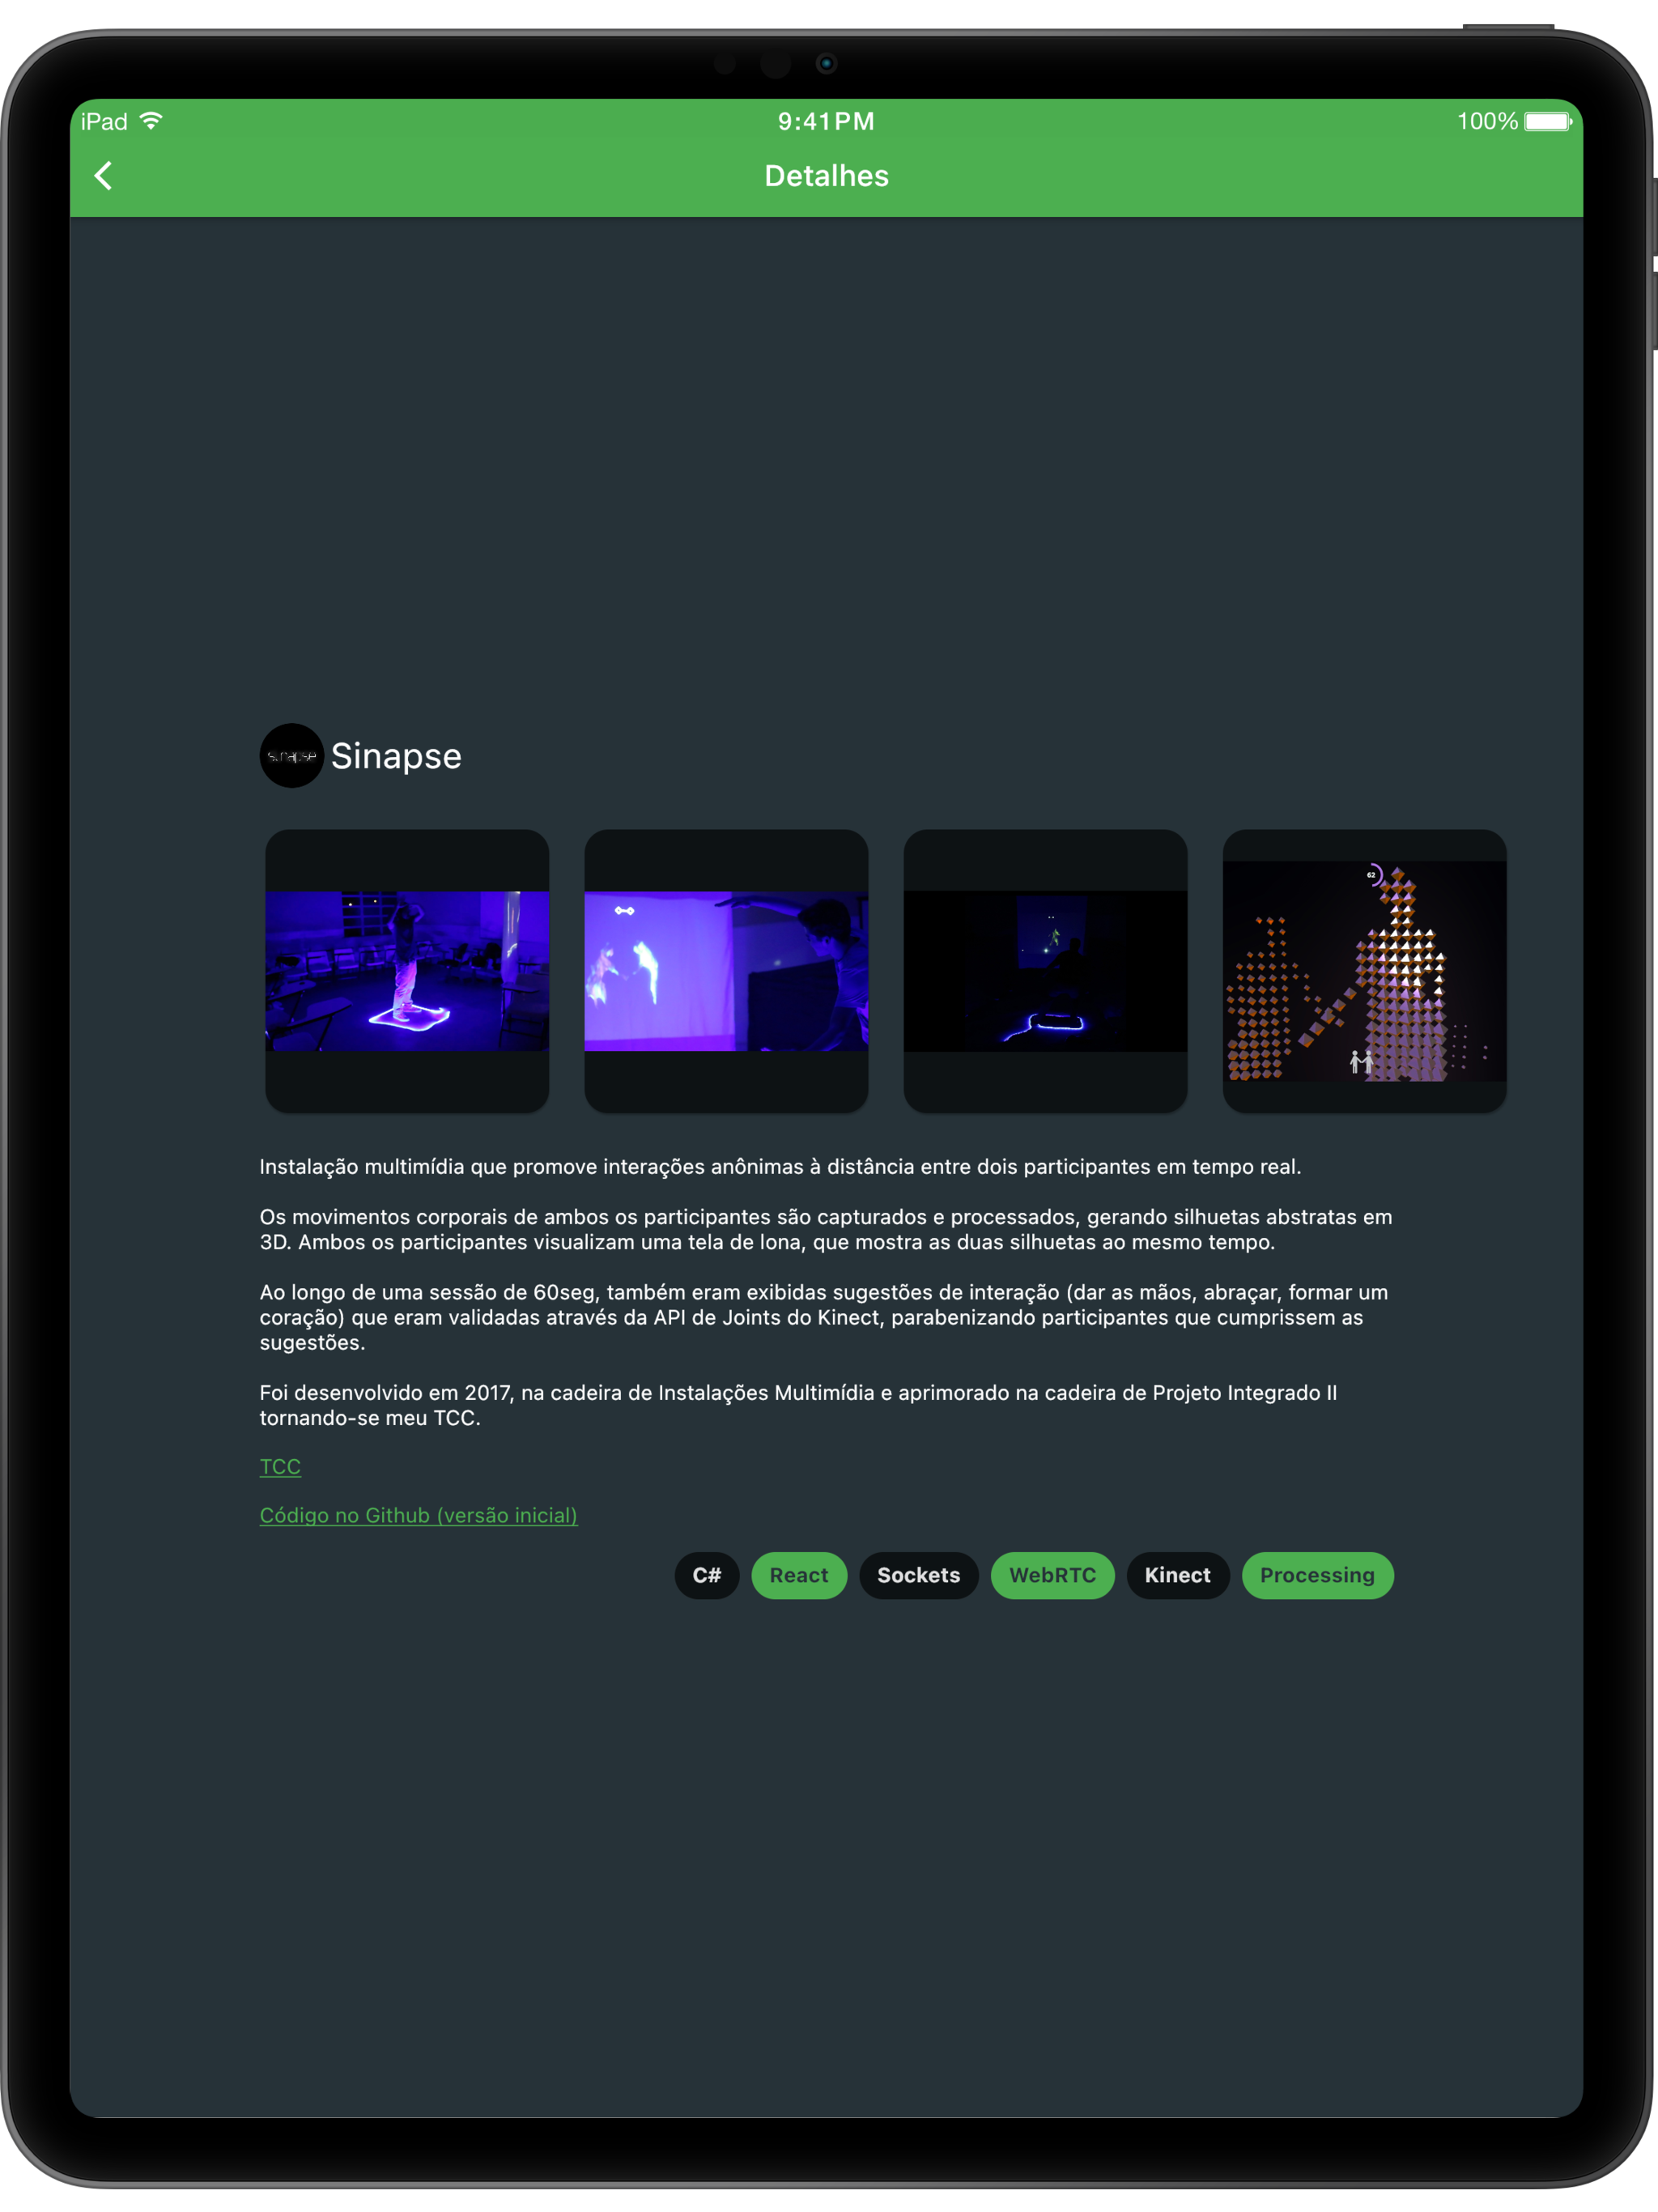 iPad 9:41PM 100%
Detalhes
sinapse
Sinapse
62
Instalação multimídia que promove interações anônimas à distância entre dois participantes em tempo real.
Os movimentos corporais de ambos os participantes são capturados e processados, gerando silhuetas abstratas em
3D. Ambos os participantes visualizam uma tela de lona, que mostra as duas silhuetas ao mesmo tempo.
Ao longo de uma sessão de 60seg, também eram exibidas sugestões de interação (dar as mãos, abraçar, formar um
coração) que eram validadas através da API de Joints do Kinect, parabenizando participantes que cumprissem as
sugestões.
Foi desenvolvido em 2017, na cadeira de Instalações Multimídia e aprimorado na cadeira de Projeto Integrado II
tornando-se meu TCC.
TCC
Código no Github (versão inicial)
C# React Sockets WebRTC Kinect Processing